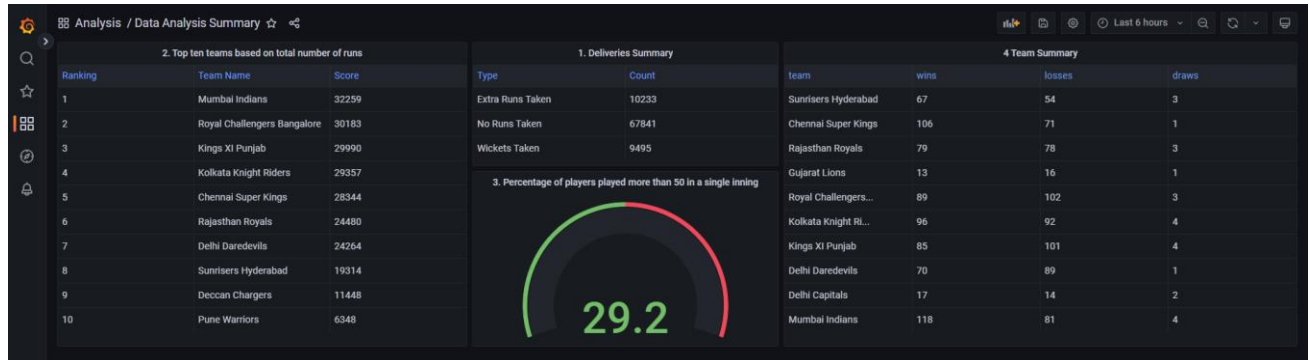 Analysis / Data Analysis Summary
Last 6 hours
2. Top ten teams based on total number of runs
Ranking Team Name Score
1 Mumbai Indians 32259
2 Royal Challengers Bangalore 30183
3 Kings XI Punjab 29990
4 Kolkata Knight Riders 29357
5 Chennai Super Kings 28344
6 Rajasthan Royals 24480
7 Delhi Daredevils 24264
8 Sunrisers Hyderabad 19314
9 Deccan Chargers 11448
10 Pune Warriors 6348
1. Deliveries Summary
Type Count
Extra Runs Taken 10233
No Runs Taken 67841
Wickets Taken 9495
3. Percentage of players played more than 50 in a single inning
29.2
4 Team Summary
team wins losses draws
Sunrisers Hyderabad 67 54 3
Chennai Super Kings 106 71 1
Rajasthan Royals 79 78 3
Gujarat Lions 13 16 1
Royal Challengers... 89 102 3
Kolkata Knight Ri... 96 92 4
Kings XI Punjab 85 101 4
Delhi Daredevils 70 89 1
Delhi Capitals 17 14 2
Mumbai Indians 118 81 4